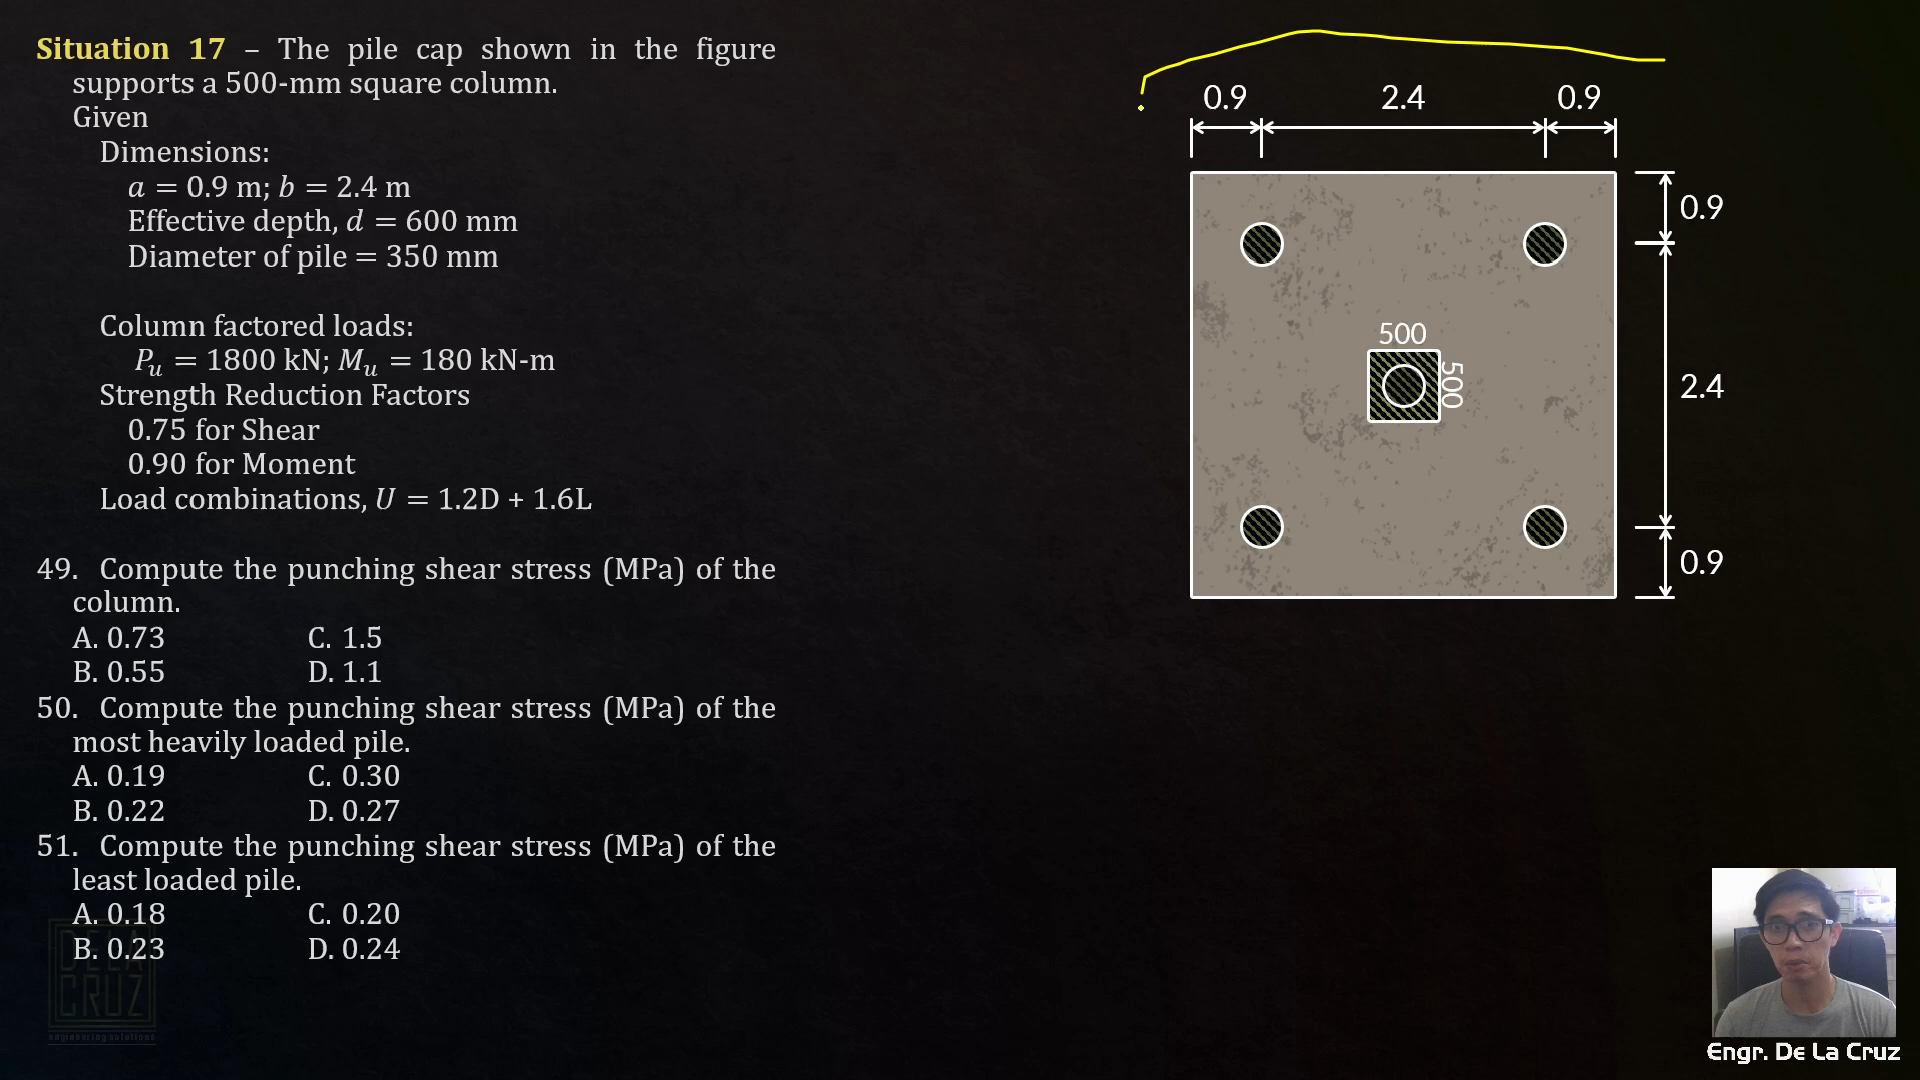 Situation 17 – The pile cap shown in the figure
supports a 500-mm square column.
Given
Dimensions:
a = 0.9 m; b = 2.4 m
Effective depth, d = 600 mm
Diameter of pile = 350 mm
Column factored loads:
Pu = 1800 kN; Mu = 180 kN-m
Strength Reduction Factors
0.75 for Shear
0.90 for Moment
Load combinations, U = 1.2D + 1.6L
49. Compute the punching shear stress (MPa) of the
column.
A. 0.73 C. 1.5
B. 0.55 D. 1.1
50. Compute the punching shear stress (MPa) of the
most heavily loaded pile.
A. 0.19 C. 0.30
B. 0.22 D. 0.27
51. Compute the punching shear stress (MPa) of the
least loaded pile.
A. 0.18 C. 0.20
B. 0.23 D. 0.24
DELA
CRUZ
engineering solutions
0.9 2.4 0.9
0.9
500
500
2.4
0.9
Engr. De La Cruz